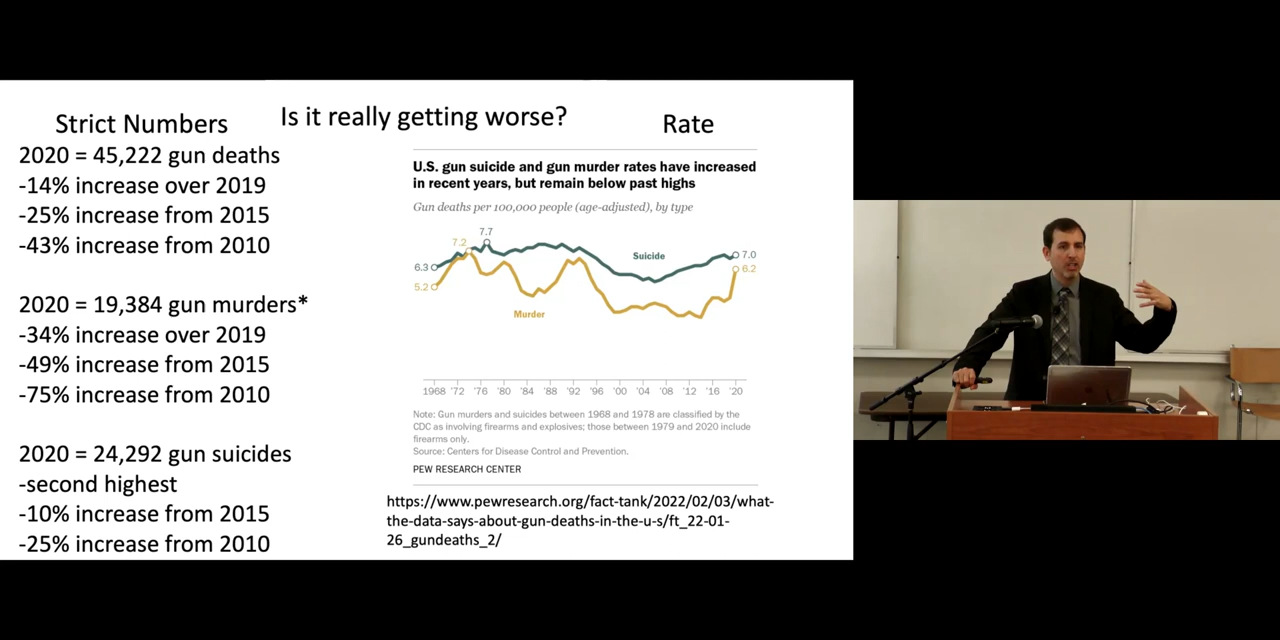 Is it really getting worse?
Strict Numbers
2020 = 45,222 gun deaths
-14% increase over 2019
-25% increase from 2015
-43% increase from 2010
2020 = 19,384 gun murders*
-34% increase over 2019
-49% increase from 2015
-75% increase from 2010
2020 = 24,292 gun suicides
-second highest
-10% increase from 2015
-25% increase from 2010
Rate
U.S. gun suicide and gun murder rates have increased
in recent years, but remain below past highs
Gun deaths per 100,000 people (age-adjusted), by type
7.7
7.2
Suicide
7.0
6.3
6.2
5.2
Murder
1968 '72 '76 '80 '84 '88 '92 '96 '00 '04 '08 '12 '16 '20
Note: Gun murders and suicides between 1968 and 1978 are classified by the
CDC as involving firearms and explosives; those between 1979 and 2020 include
firearms only.
Source: Centers for Disease Control and Prevention.
PEW RESEARCH CENTER
https://www.pewresearch.org/fact-tank/2022/02/03/what-
the-data-says-about-gun-deaths-in-the-u-s/ft_22-01-
26_gundeaths_2/